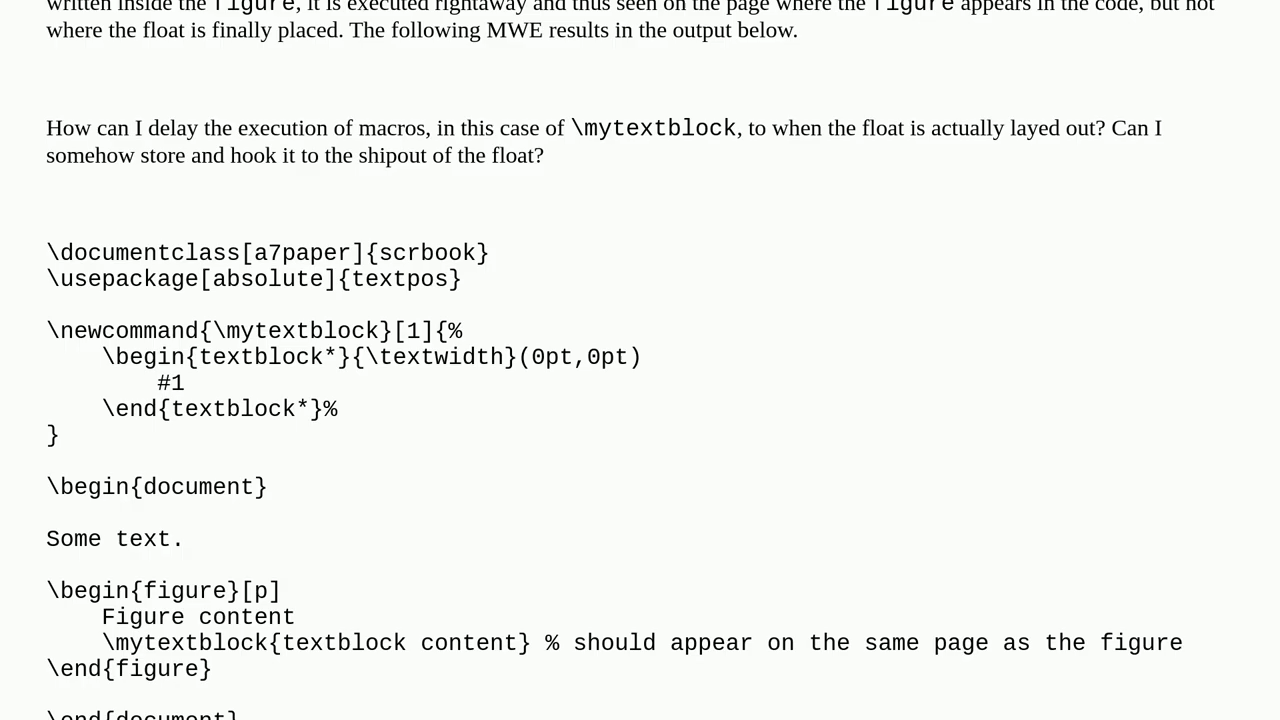 written inside the figure, it is executed rightaway and thus seen on the page where the figure appears in the code, but not
where the float is finally placed. The following MWE results in the output below.
How can I delay the execution of macros, in this case of \mytextblock, to when the float is actually layed out? Can I
somehow store and hook it to the shipout of the float?
\documentclass[a7paper]{scrbook}
\usepackage[absolute]{textpos}
\newcommand{\mytextblock}[1]{%
    \begin{textblock*}{\textwidth}(0pt,0pt)
        #1
    \end{textblock*}%
}
\begin{document}
Some text.
\begin{figure}[p]
    Figure content
    \mytextblock{textblock content} % should appear on the same page as the figure
\end{figure}
\end{document}